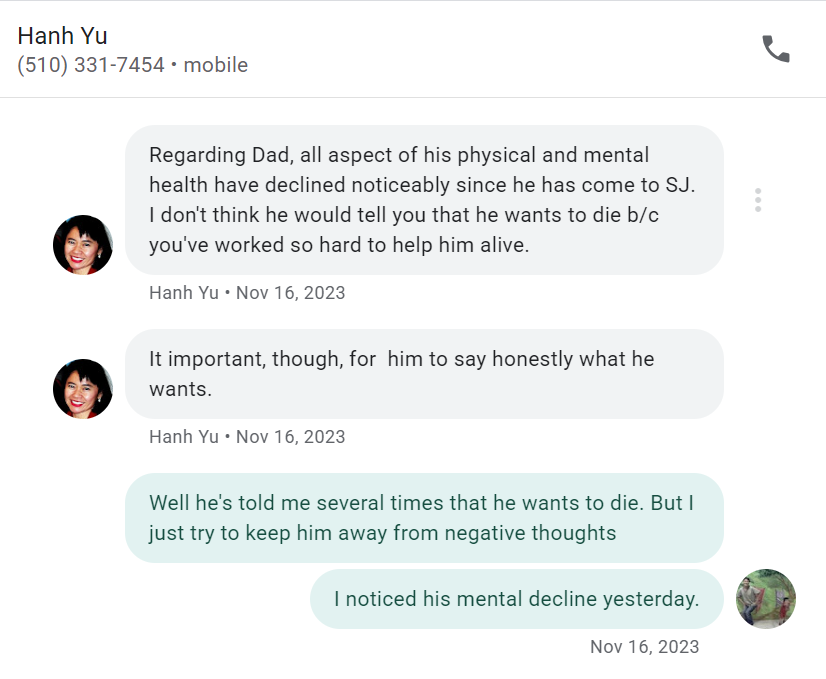 Hanh Yu
(510) 331-7454 • mobile
Regarding Dad, all aspect of his physical and mental
health have declined noticeably since he has come to SJ.
I don't think he would tell you that he wants to die b/c
you've worked so hard to help him alive.
Hanh Yu • Nov 16, 2023
It important, though, for  him to say honestly what he
wants.
Hanh Yu • Nov 16, 2023
Well he's told me several times that he wants to die. But I
just try to keep him away from negative thoughts
I noticed his mental decline yesterday.
Nov 16, 2023